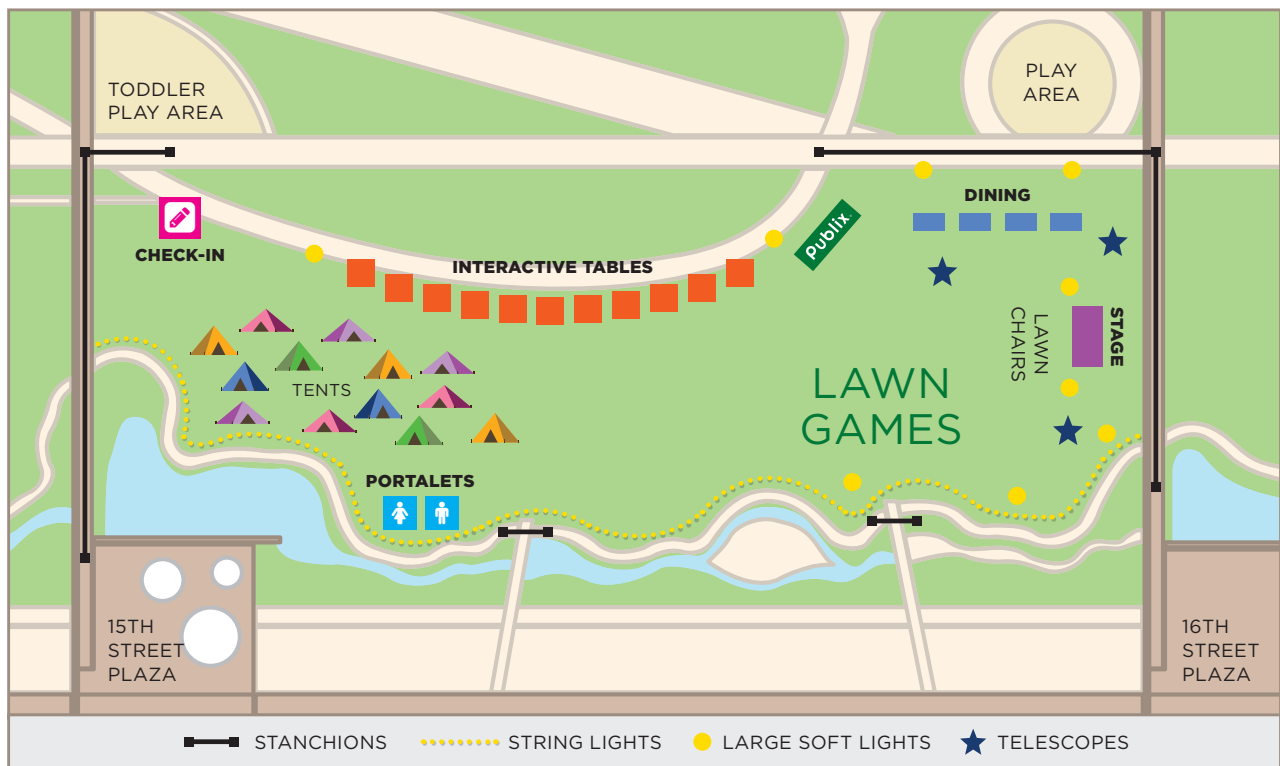 TODDLER
PLAY AREA
PLAY
AREA
DINING
Publix.
CHECK-IN
INTERACTIVE TABLES
STAGE
LAWN
CHAIRS
TENTS
LAWN
GAMES
PORTALETS
15TH
STREET
PLAZA
16TH
STREET
PLAZA
STANCHIONS
STRING LIGHTS
LARGE SOFT LIGHTS
TELESCOPES